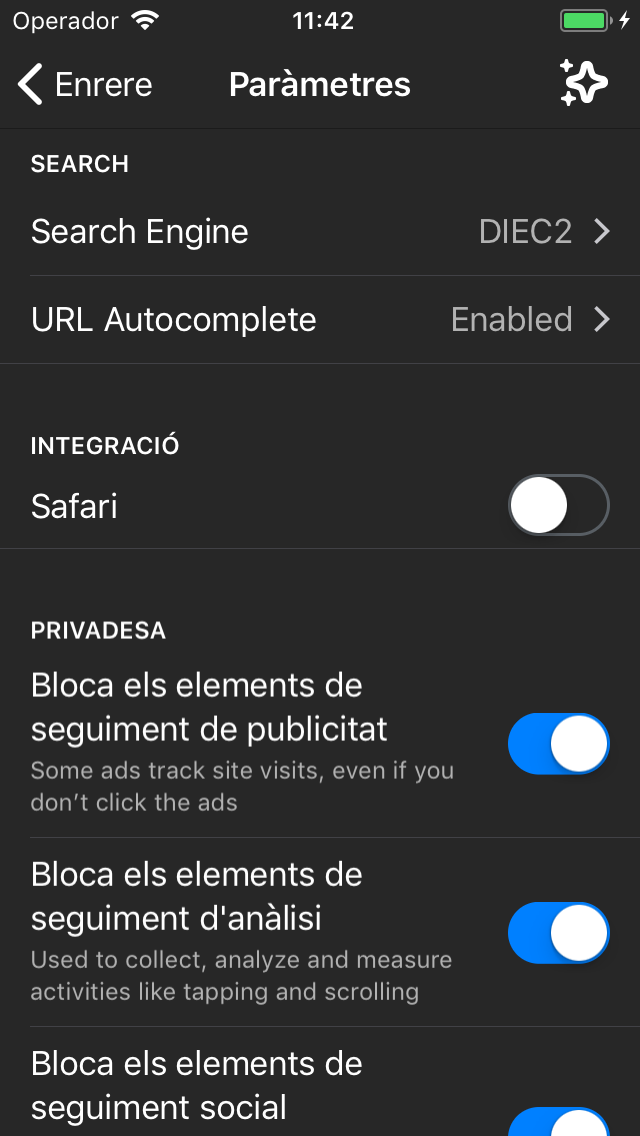 Operador 11:42
Enrere Paràmetres
SEARCH
Search Engine DIEC2
URL Autocomplete Enabled
INTEGRACIÓ
Safari
PRIVADESA
Bloca els elements de
seguiment de publicitat
Some ads track site visits, even if you
don’t click the ads
Bloca els elements de
seguiment d'anàlisi
Used to collect, analyze and measure
activities like tapping and scrolling
Bloca els elements de
seguiment social